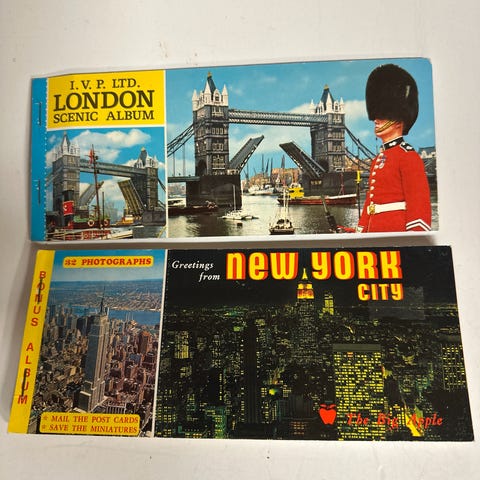 I. V. P. LTD.
LONDON
SCENIC ALBUM
BONUS ALBUM
32 PHOTOGRAPHS
★ MAIL THE POST CARDS
★ SAVE THE MINIATURES
Greetings
from
NEW YORK
CITY
The Big Apple